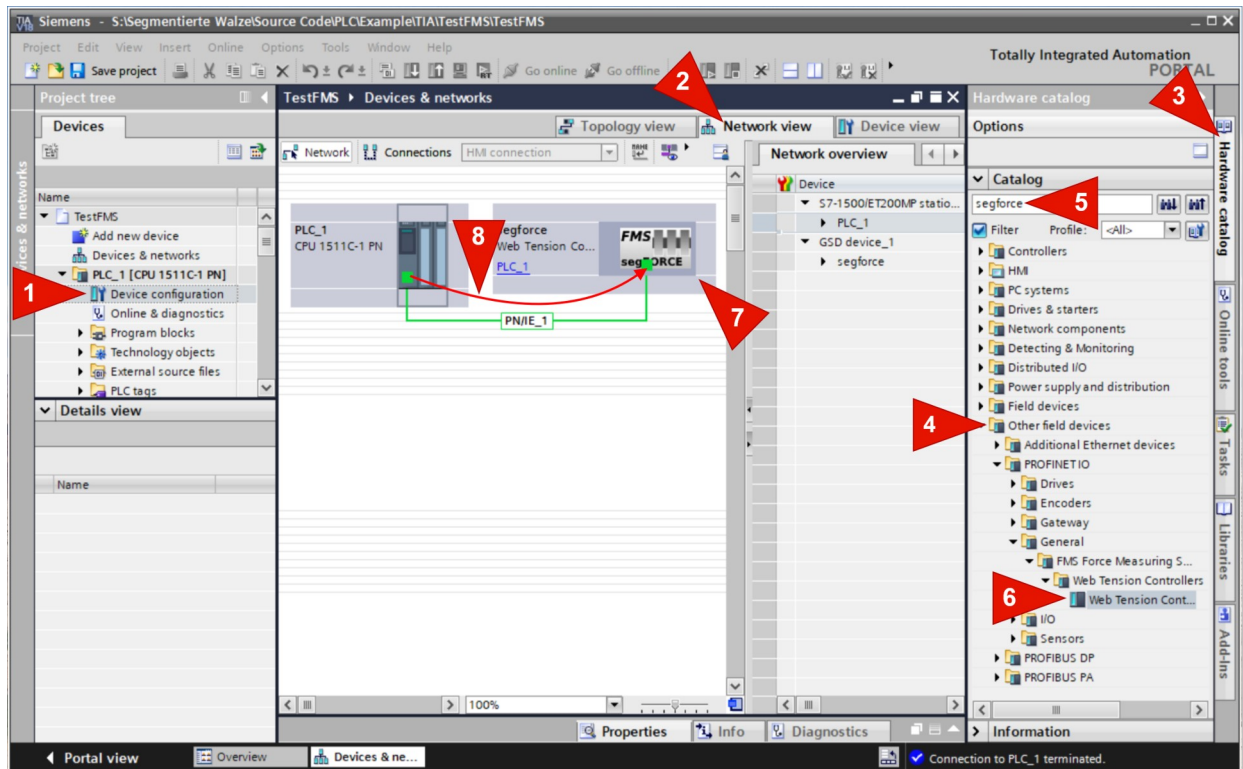 TIA V18
Siemens - S:\Segmentierte Walze\Source Code\PLC\Example\TIA\TestFMS\TestFMS
Project Edit View Insert Online Options Tools Window Help
Totally Integrated Automation
PORTAL
Save project
Go online
Go offline
2
3
Project tree
TestFMS
Devices & networks
Hardware catalog
Devices
Topology view
Network view
Device view
Options
Network
Connections
HMI connection
Network overview
Catalog
Name
Device
segforce
5
TestFMS
S7-1500/ET200MP statio...
Filter
Profile:
<All>
Add new device
PLC_1
Devices & networks
GSD device_1
PLC_1 [CPU 1511C-1 PN]
segforce
1
Device configuration
Online & diagnostics
Program blocks
Technology objects
External source files
PLC tags
Details view
Name
PLC_1
CPU 1511C-1 PN
8
Web Tension Co...
PLC_1
FMS
PN/IE_1
7
Controllers
HMI
PC systems
Drives & starters
Network components
Detecting & Monitoring
Distributed I/O
Power supply and distribution
Field devices
4
Other field devices
Additional Ethernet devices
PROFINET IO
Drives
Encoders
Gateway
General
FMS Force Measuring S...
Web Tension Controllers
6
Web Tension Cont...
I/O
Sensors
PROFIBUS DP
PROFIBUS PA
Hardware catalog
Online tools
Tasks
Libraries
Add-Ins
100%
Properties
Info
Diagnostics
Information
Portal view
Overview
Devices & ne...
Connection to PLC_1 terminated.